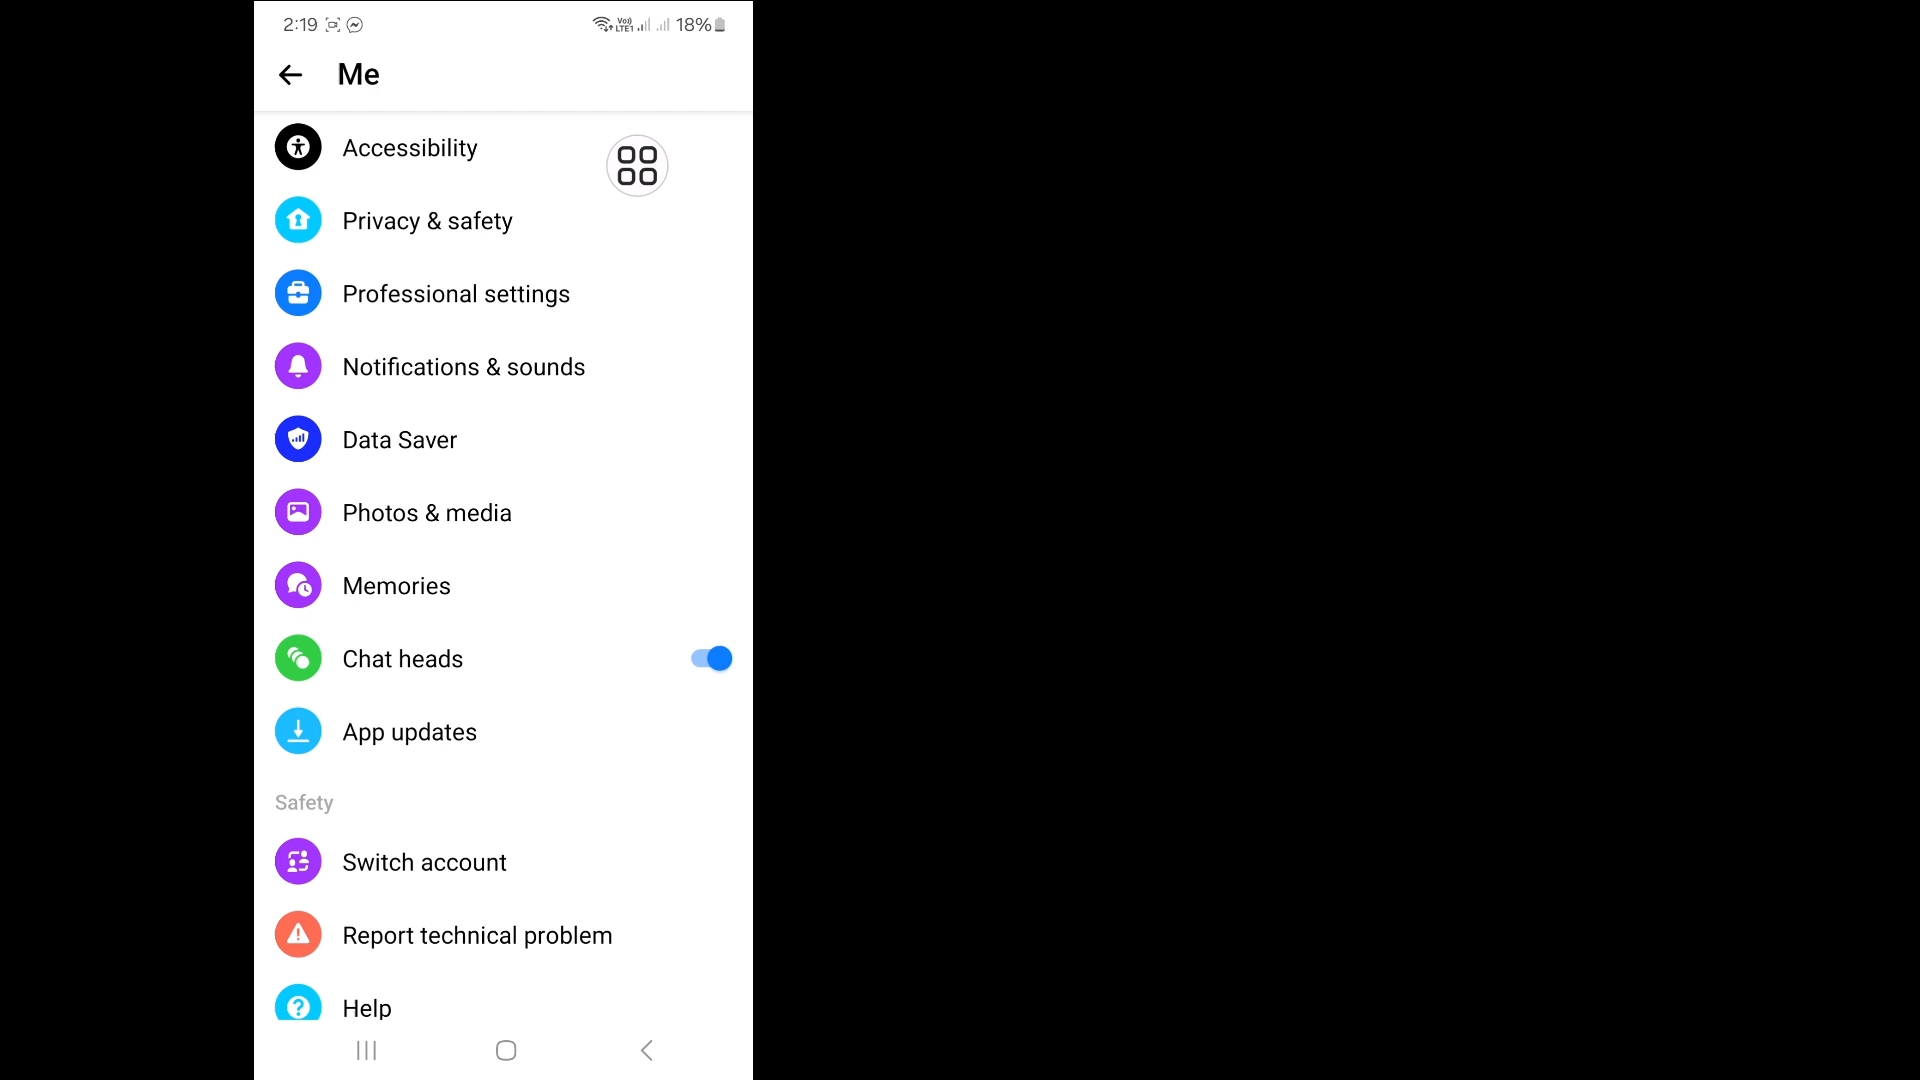 2:19 18%
Me
Accessibility
Privacy & safety
Professional settings
Notifications & sounds
Data Saver
Photos & media
Memories
Chat heads
App updates
Safety
Switch account
Report technical problem
Help